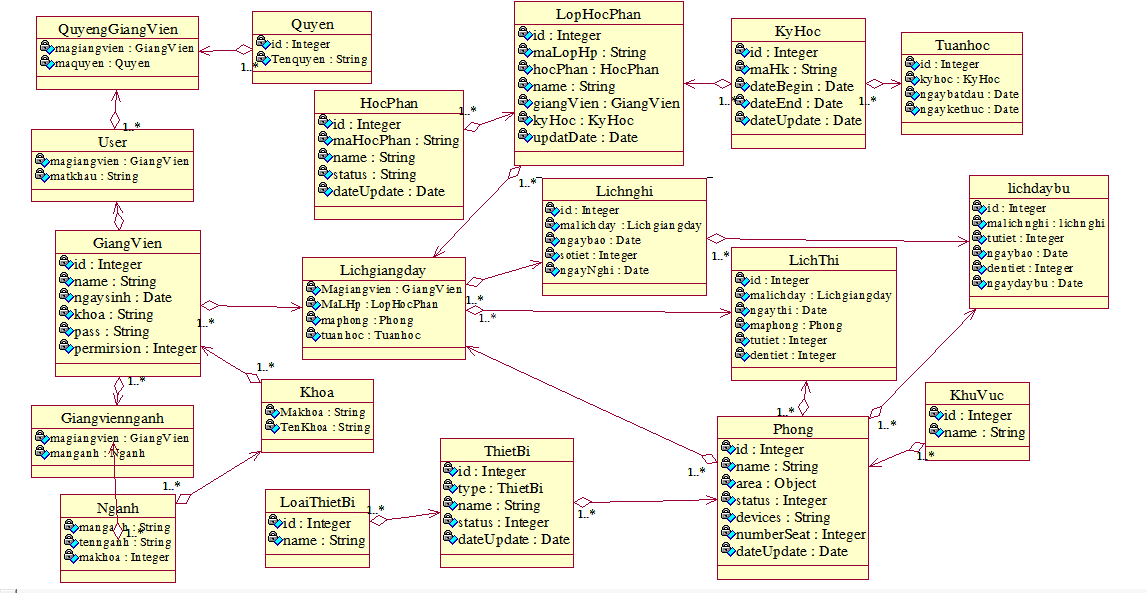 QuyengGiangVien
magiangvien : GiangVien
maquyen : Quyen
Quyen
id : Integer
Tenquyen : String
1..*
LopHocPhan
id : Integer
maLopHp : String
hocPhan : HocPhan
name : String
giangVien : GiangVien
kyHoc : KyHoc
updatDate : Date
KyHoc
id : Integer
maHk : String
dateBegin : Date
dateEnd : Date
dateUpdate : Date
1..*
1..*
Tuanhoc
id : Integer
kyhoc : KyHoc
ngaybatdau : Date
ngaykethuc : Date
HocPhan
id : Integer
maHocPhan : String
name : String
status : String
dateUpdate : Date
1..*
1..*
User
magiangvien : GiangVien
matkhau : String
1..*
Lichnghi
id : Integer
malichday : Lichgiangday
ngaybao : Date
sotiet : Integer
ngayNghi : Date
1..*
lichdaybu
id : Integer
malichnghi : lichnghi
tutiet : Integer
ngaybao : Date
dentiet : Integer
ngaydaybu : Date
GiangVien
id : Integer
name : String
ngaysinh : Date
khoa : String
pass : String
permirsion : Integer
1..*
1..*
Lichgiangday
Magiangvien : GiangVien
MaLHp : LopHocPhan
maphong : Phong
tuanhoc : Tuanhoc
1..*
1..*
LichThi
id : Integer
malichday : Lichgiangday
ngaythi : Date
maphong : Phong
tutiet : Integer
dentiet : Integer
Khoa
Makhoa : String
TenKhoa : String
1..*
Giangviennganh
magiangvien : GiangVien
manganh : Nganh
KhuVuc
id : Integer
name : String
1..*
Phong
id : Integer
name : String
area : Object
status : Integer
devices : String
numberSeat : Integer
dateUpdate : Date
1..*
1..*
1..*
ThietBi
id : Integer
type : ThietBi
name : String
status : Integer
dateUpdate : Date
1..*
LoaiThietBi
id : Integer
name : String
1..*
Nganh
manganh : String
tennganh : String
makhoa : Integer
1..*
1..*